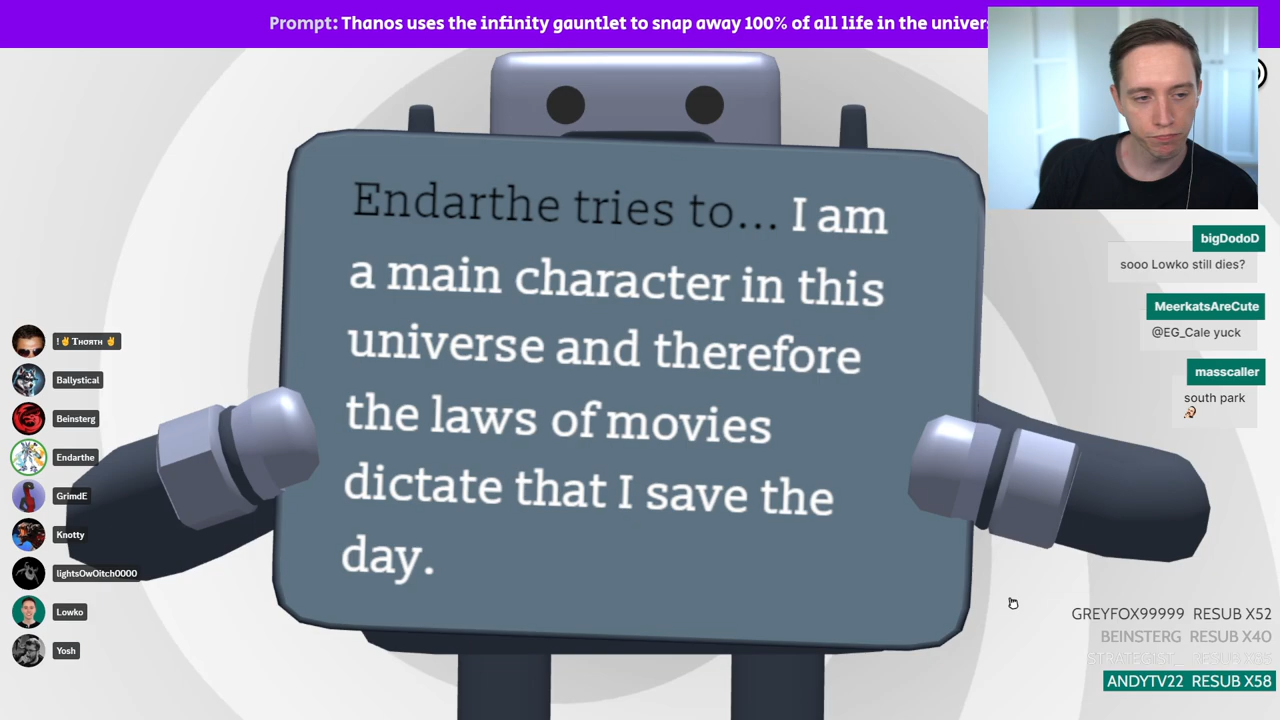 Prompt: Thanos uses the infinity gauntlet to snap away 100% of all life in the
Endarthe tries to... I am
a main character in this
universe and therefore
the laws of movies
dictate that I save the
day.
bigDodoD
sooo Lowko still dies?
MeerkatsAreCute
@EG_Cale yuck
masscaller
south park
! ✌ Tʜᴏʀᴛʜ ✌
Ballystical
Beinsterg
Endarthe
GrimdE
Knotty
lightsOwOitch0000
Lowko
Yosh
GREYFOX99999 RESUB X52
BEINSTERG RESUB X40
RESUB
ANDYTV22 RESUB X58